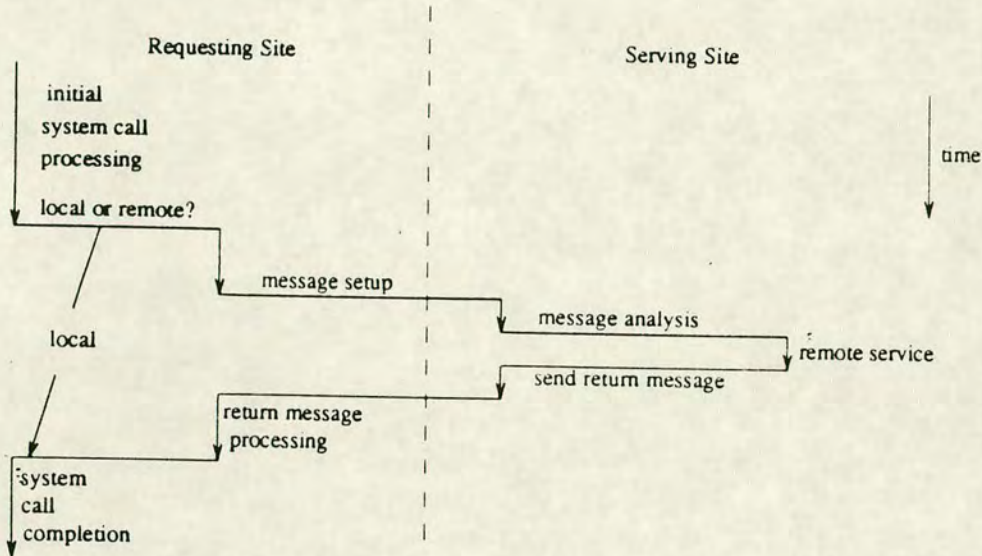 Requesting Site
Serving Site
initial
system call
processing
time
local or remote?
message setup
message analysis
local
remote service
send return message
return message
processing
system
call
completion